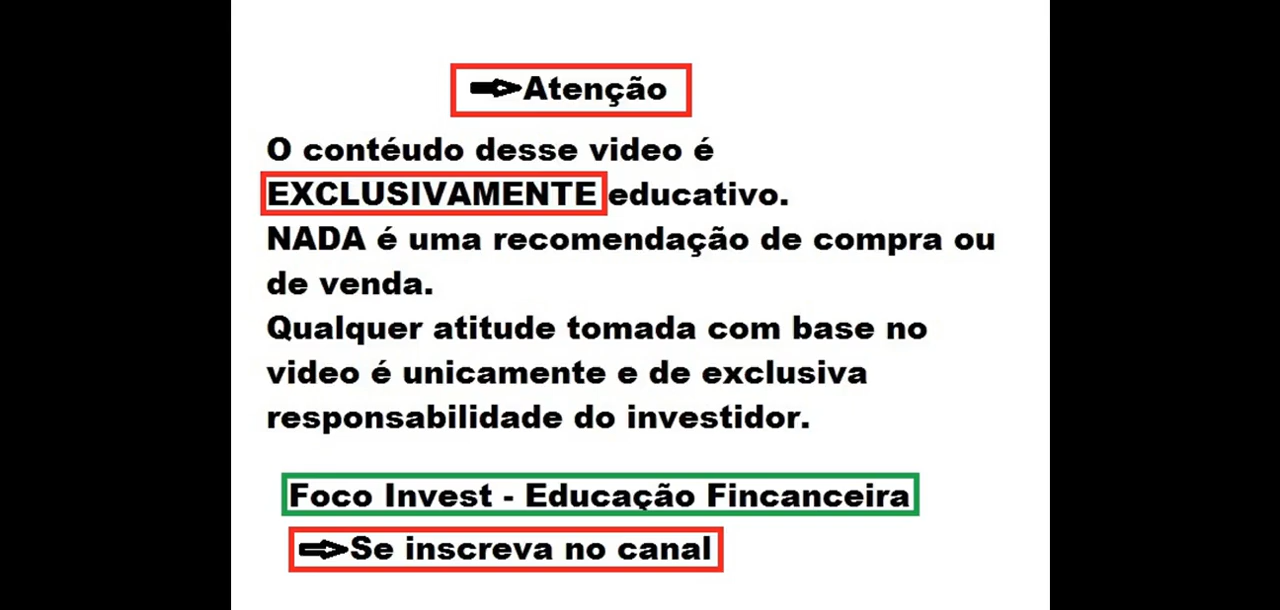 Atenção
O contéudo desse video é
EXCLUSIVAMENTE educativo.
NADA é uma recomendação de compra ou
de venda.
Qualquer atitude tomada com base no
video é unicamente e de exclusiva
responsabilidade do investidor.
Foco Invest - Educação Fincanceira
Se inscreva no canal